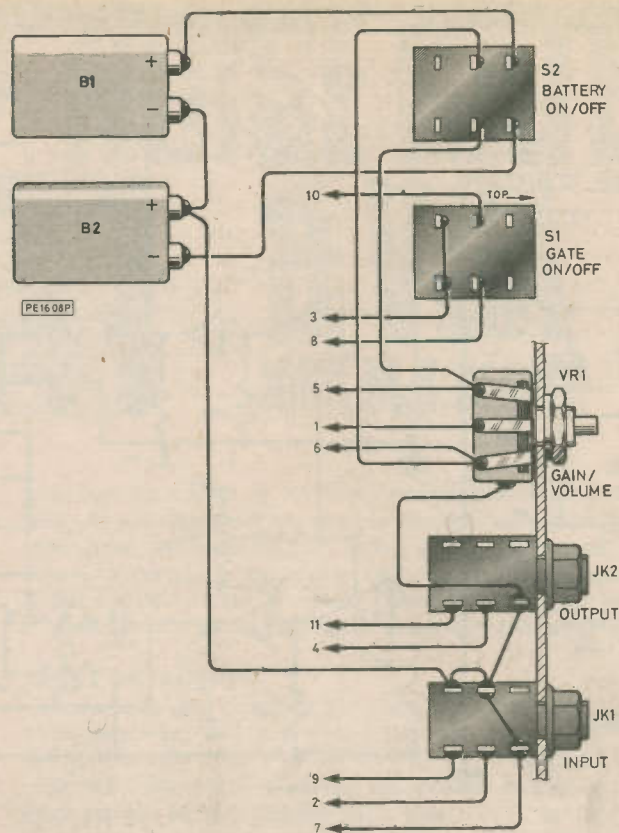 B1
+
−
B2
+
−
PE1608P
S2
BATTERY
ON/OFF
10
TOP
S1
GATE
ON/OFF
3
8
5
1
6
VR1
GAIN/
VOLUME
JK2
OUTPUT
11
4
JK1
INPUT
9
2
7